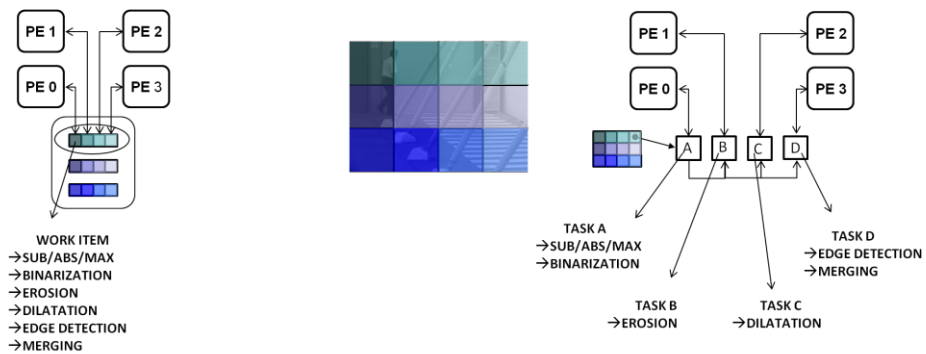 PE 1
PE 2
PE 0
PE 3
WORK ITEM
→SUB/ABS/MAX
→BINARIZATION
→EROSION
→DILATATION
→EDGE DETECTION
→MERGING
PE 1
PE 2
PE 0
PE 3
A
B
C
D
TASK A
→SUB/ABS/MAX
→BINARIZATION
TASK D
→EDGE DETECTION
→MERGING
TASK B
→EROSION
TASK C
→DILATATION